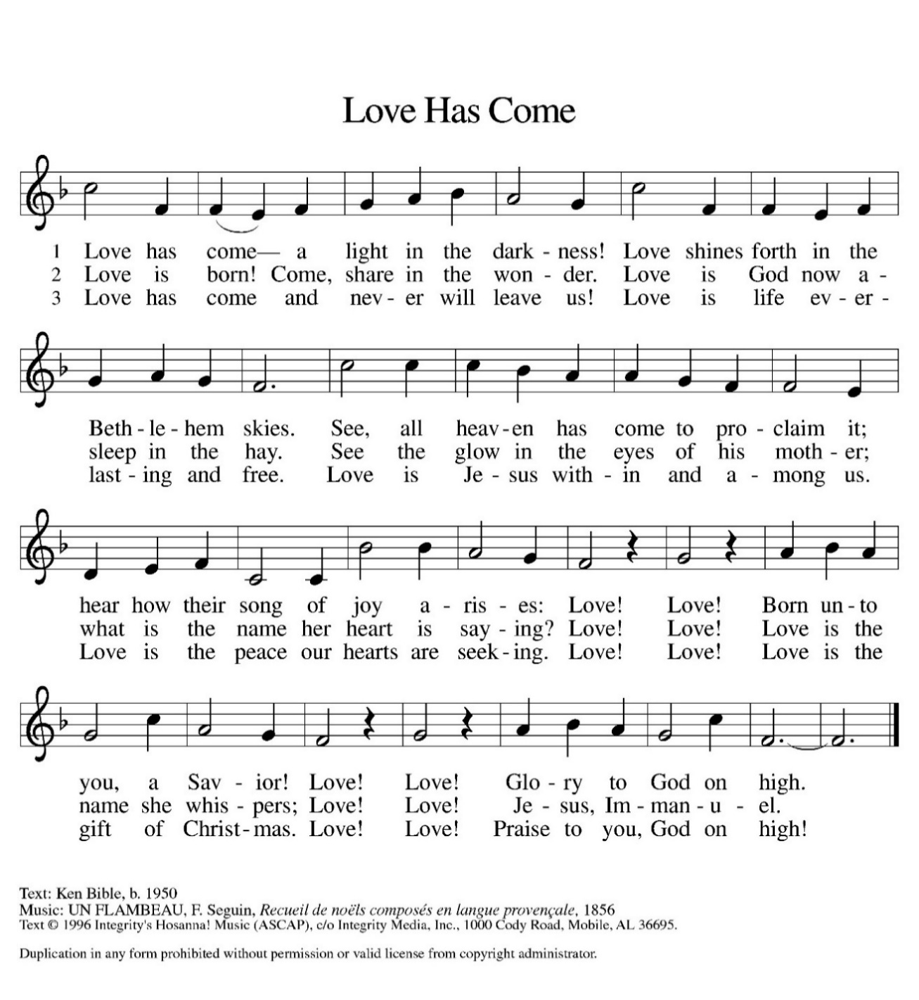 Love Has Come
1 Love has come— a light in the dark - ness! Love shines forth in the
2 Love is born! Come, share in the won - der. Love is God now a -
3 Love has come and nev - er will leave us! Love is life ev - er -
Beth - le - hem skies. See, all heav - en has come to pro - claim it;
sleep in the hay. See the glow in the eyes of his moth - er;
last - ing and free. Love is Je - sus with - in and a - mong us.
hear how their song of joy a - ris - es: Love! Love! Born un - to
what is the name her heart is say - ing? Love! Love! Love is the
Love is the peace our hearts are seek - ing. Love! Love! Love is the
you, a Sav - ior! Love! Love! Glo - ry to God on high.
name she whis - pers; Love! Love! Je - sus, Im - man - u - el.
gift of Christ - mas. Love! Love! Praise to you, God on high!
Text: Ken Bible, b. 1950
Music: UN FLAMBEAU, F. Seguin, Recueil de noëls composés en langue provençale, 1856
Text © 1996 Integrity's Hosanna! Music (ASCAP), c/o Integrity Media, Inc., 1000 Cody Road, Mobile, AL 36695.
Duplication in any form prohibited without permission or valid license from copyright administrator.